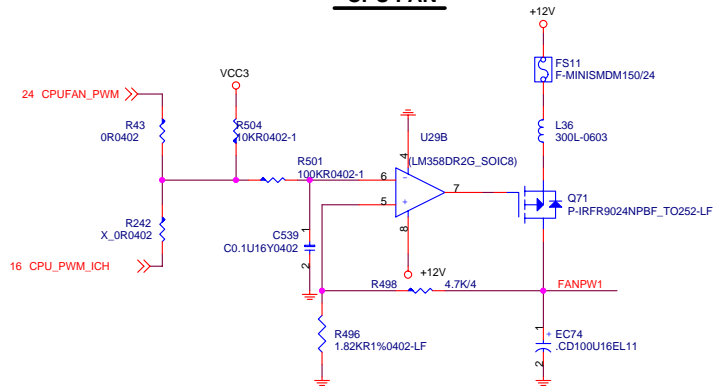 CPU FAN
+12V
FS11
F-MINISMDM150/24
24 CPUFAN_PWM
VCC3
R43
0R0402
R504
10KR0402-1
U29B
L36
300L-0603
R501
100KR0402-1
4
(LM358DR2G_SOIC8)
6
5
7
8
Q71
P-IRFR9024NPBF_TO252-LF
R242
X_0R0402
C539
C0.1U16Y0402
1
2
16 CPU_PWM_ICH
+12V
R498
4.7K/4
FANPW1
R496
1.82KR1%0402-LF
1
+
EC74
.CD100U16EL11
2